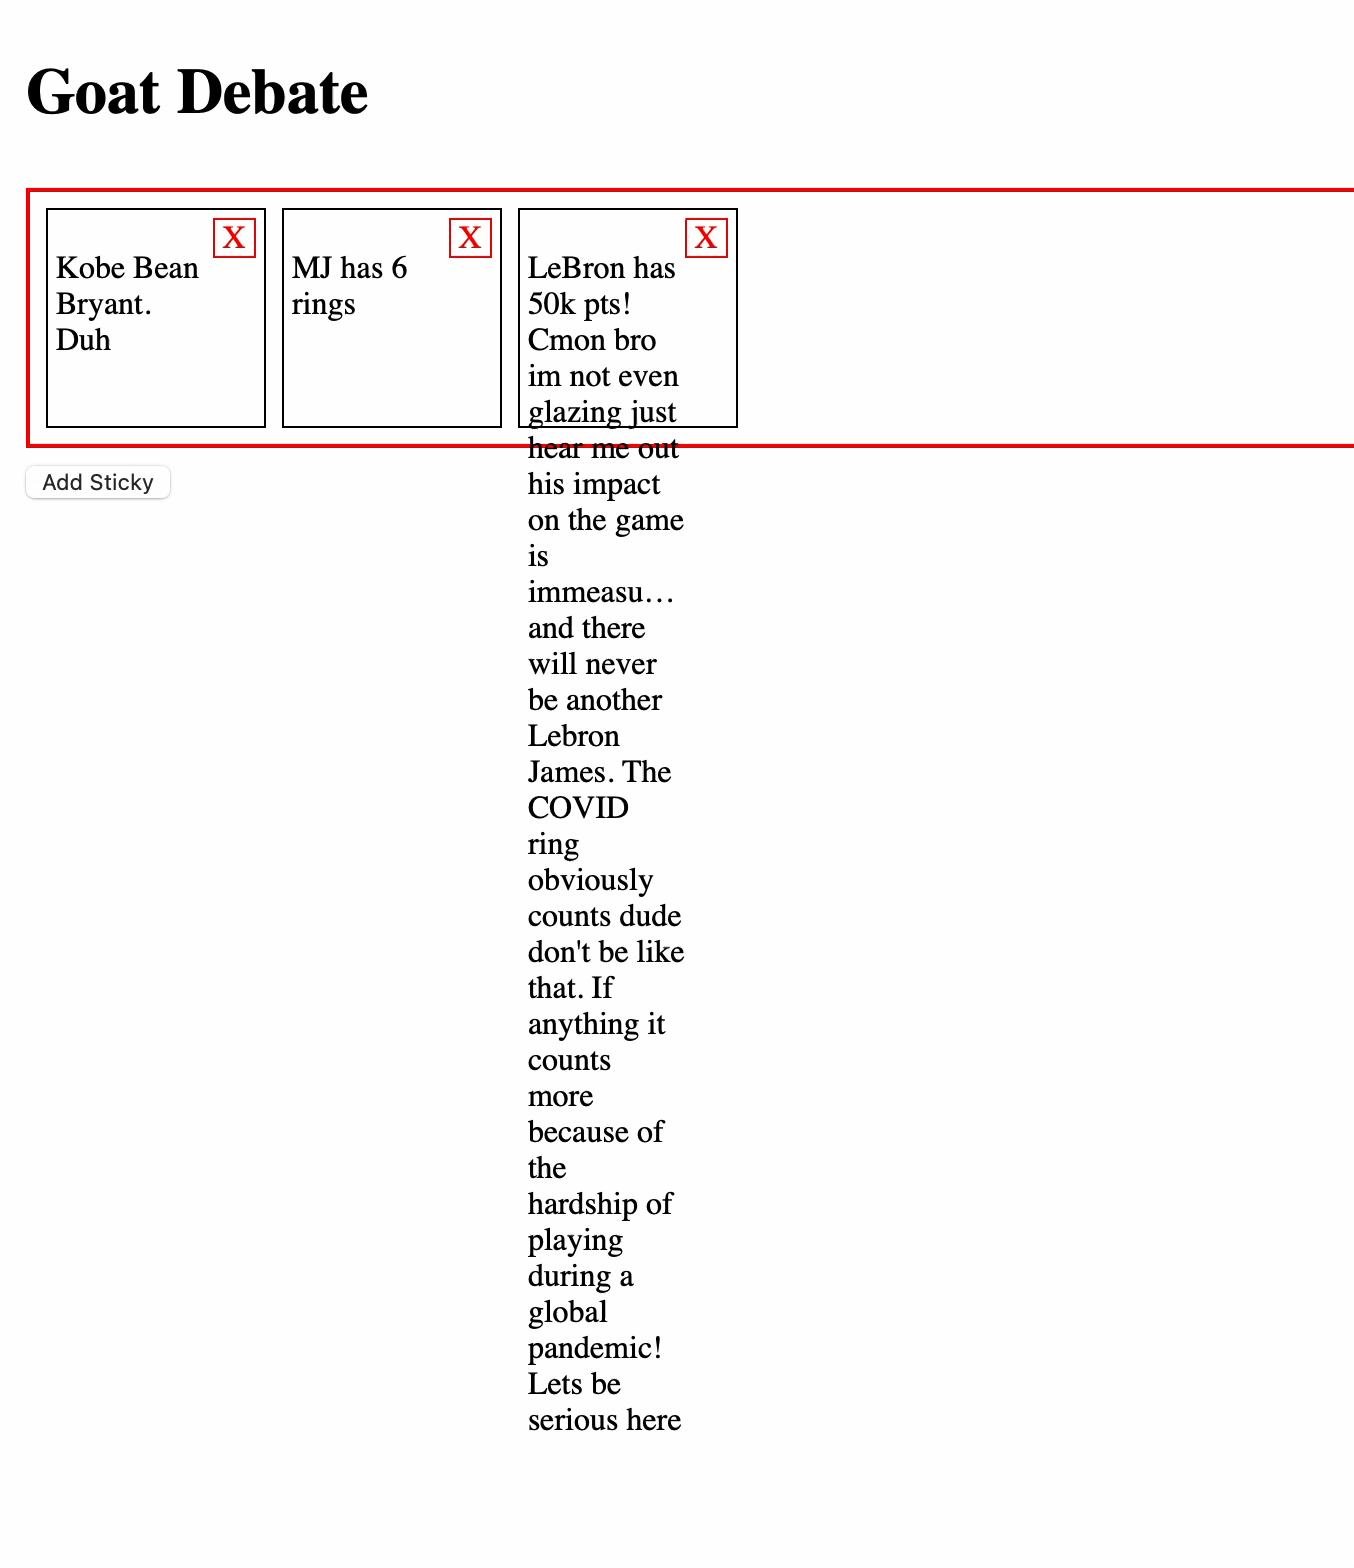 Goat Debate
X
Kobe Bean
Bryant.
Duh
X
MJ has 6
rings
X
LeBron has
50k pts!
Cmon bro
im not even
glazing just
hear me out
his impact
on the game
is
immeasu…
and there
will never
be another
Lebron
James. The
COVID
ring
obviously
counts dude
don't be like
that. If
anything it
counts
more
because of
the
hardship of
playing
during a
global
pandemic!
Lets be
serious here
Add Sticky